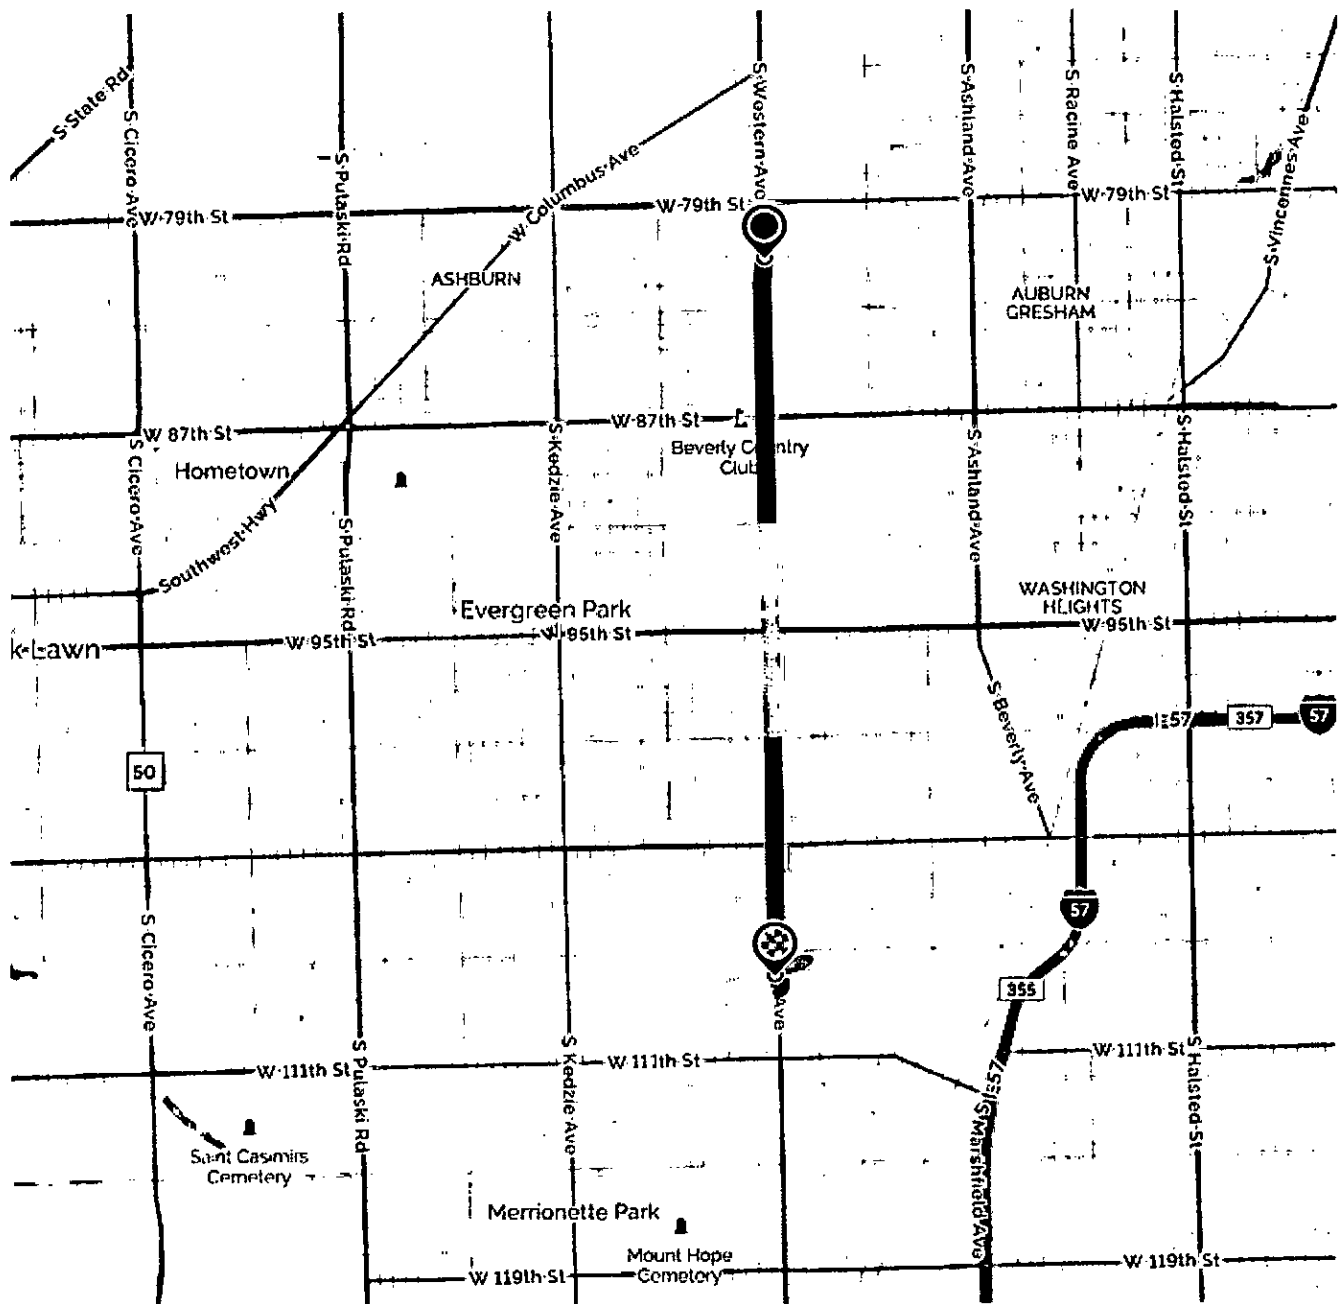 S State Rd
S Cicero Ave
S Pulaski Rd
W Columbus Ave
S Western Ave
S Ashland Ave
S Racine Ave
S Halsted St
S Vincennes Ave
W 79th St
W 79th St
W 79th St
ASHBURN
AUBURN
GRESHAM
W 87th St
W 87th St
Hometown
S Cicero Ave
S Kedzie Ave
S Ashland Ave
S Halsted St
Southwest Hwy
S Pulaski Rd
Evergreen Park
WASHINGTON
HEIGHTS
W 95th St
W 95th St
W 95th St
k Lawn
S Beverly Ave
I-57
357
57
50
57
355
S Cicero Ave
Ave
S Pulaski Rd
S Kedzie Ave
S Halsted St
W 111th St
W 111th St
W 111th St
I-57
S Marshfield Ave
Saint Casimirs
Cemetery
Merrionette Park
Mount Hope
Cemetery
W 119th St
W 119th St